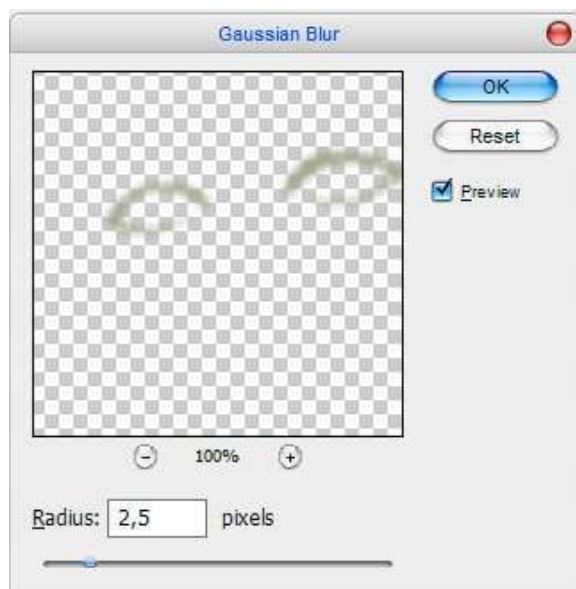 Gaussian Blur
OK
Reset
Preview
100%
Radius: 2,5 pixels